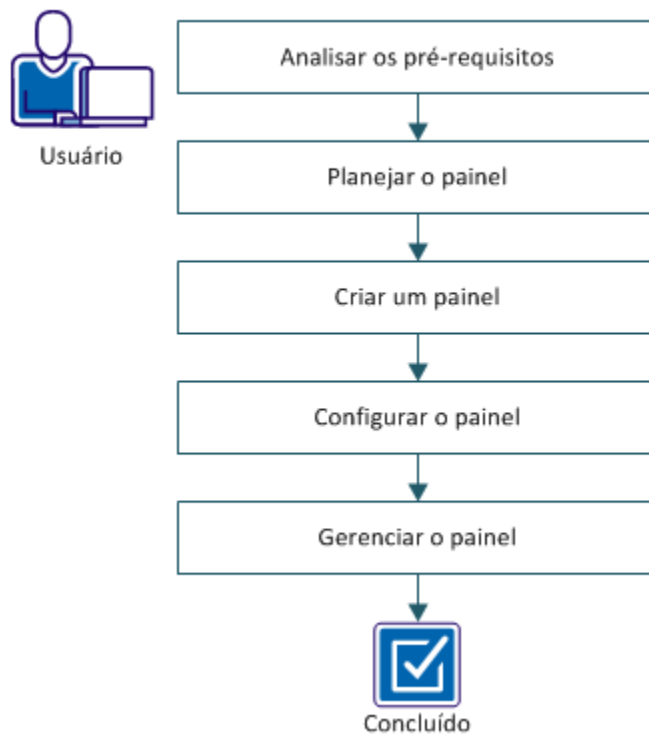 Analisar os pré-requisitos
Usuário
Planejar o painel
Criar um painel
Configurar o painel
Gerenciar o painel
Concluído